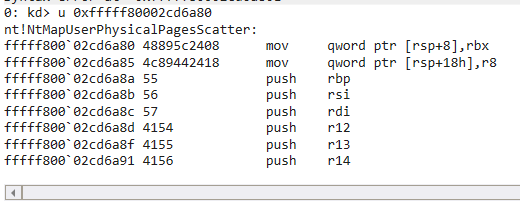 0: kd> u 0xfffff80002cd6a80
nt!NtMapUserPhysicalPagesScatter:
fffff800`02cd6a80 48895c2408 mov qword ptr [rsp+8],rbx
fffff800`02cd6a85 4c89442418 mov qword ptr [rsp+18h],r8
fffff800`02cd6a8a 55 push rbp
fffff800`02cd6a8b 56 push rsi
fffff800`02cd6a8c 57 push rdi
fffff800`02cd6a8d 4154 push r12
fffff800`02cd6a8f 4155 push r13
fffff800`02cd6a91 4156 push r14